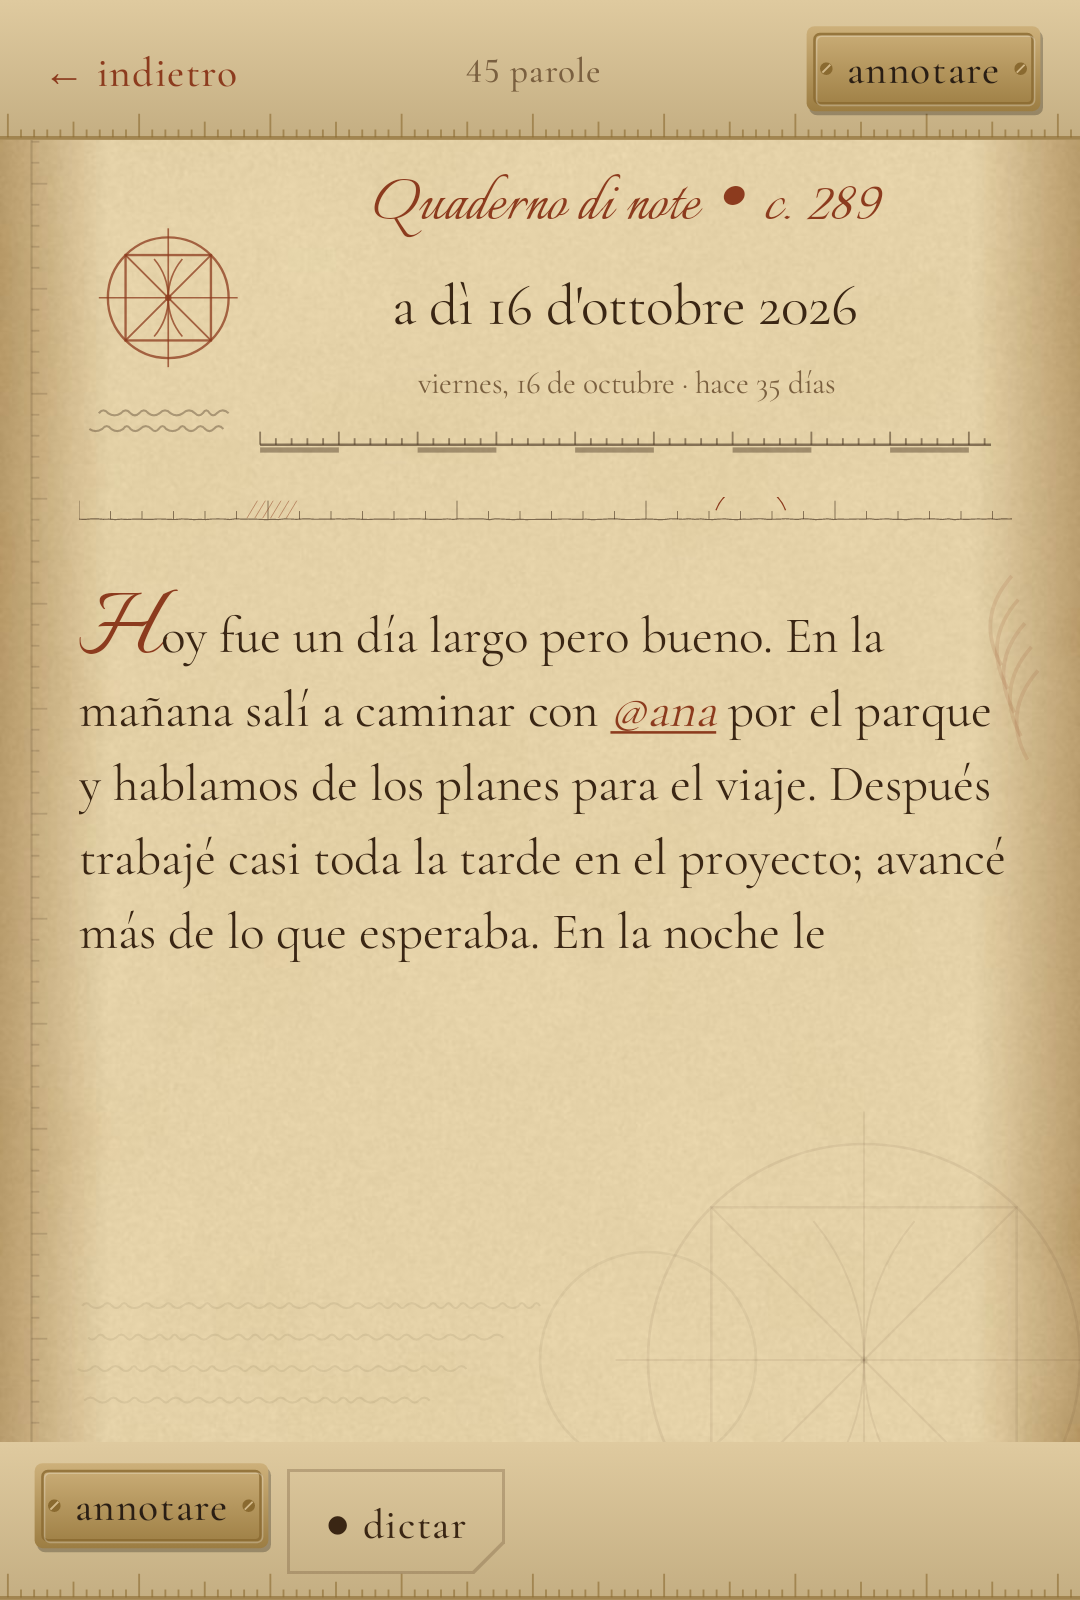 ← indietro
45 parole
annotare
Quaderno di note • c. 289
a dì 16 d'ottobre 2026
viernes, 16 de octubre · hace 35 días
Hoy fue un día largo pero bueno. En la
mañana salí a caminar con @ana por el parque
y hablamos de los planes para el viaje. Después
trabajé casi toda la tarde en el proyecto; avancé
más de lo que esperaba. En la noche le
annotare
● dictar